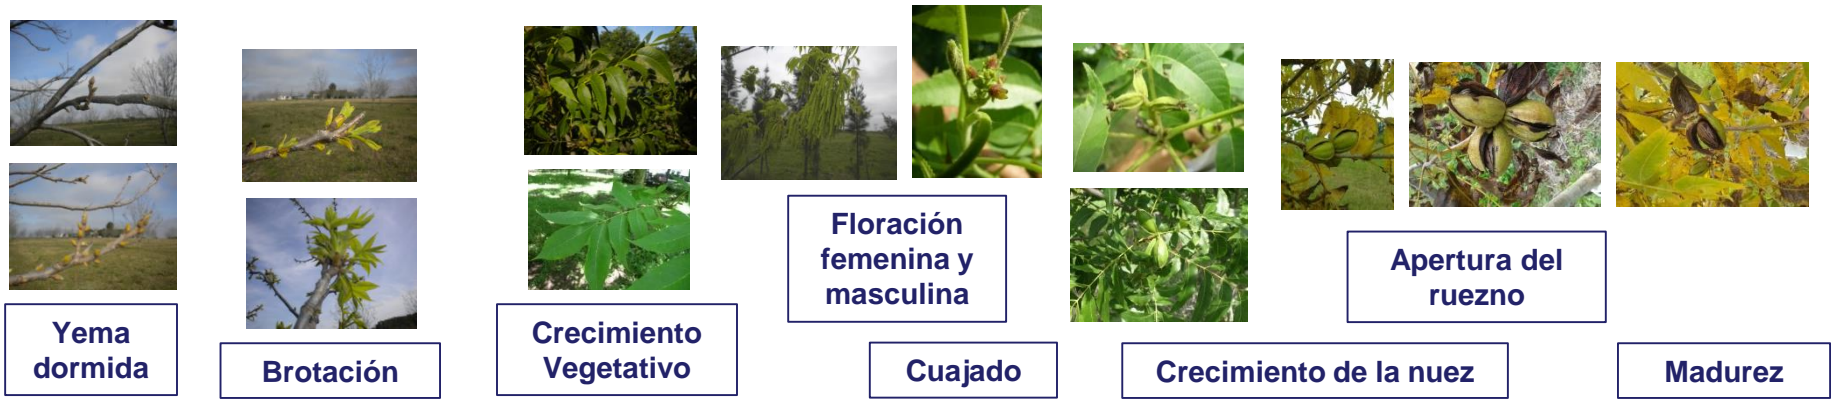 Yema
dormida
Brotación
Crecimiento
Vegetativo
Floración
femenina y
masculina
Cuajado
Crecimiento de la nuez
Apertura del
ruezno
Madurez